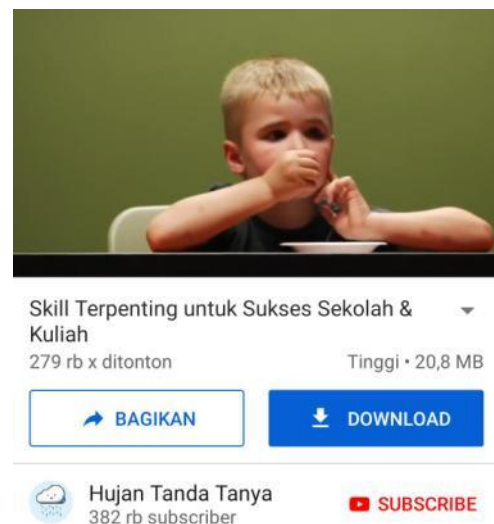 Skill Terpenting untuk Sukses Sekolah &
Kuliah
279 rb x ditonton
Tinggi • 20,8 MB
BAGIKAN
DOWNLOAD
Hujan Tanda Tanya
382 rb subscriber
SUBSCRIBE